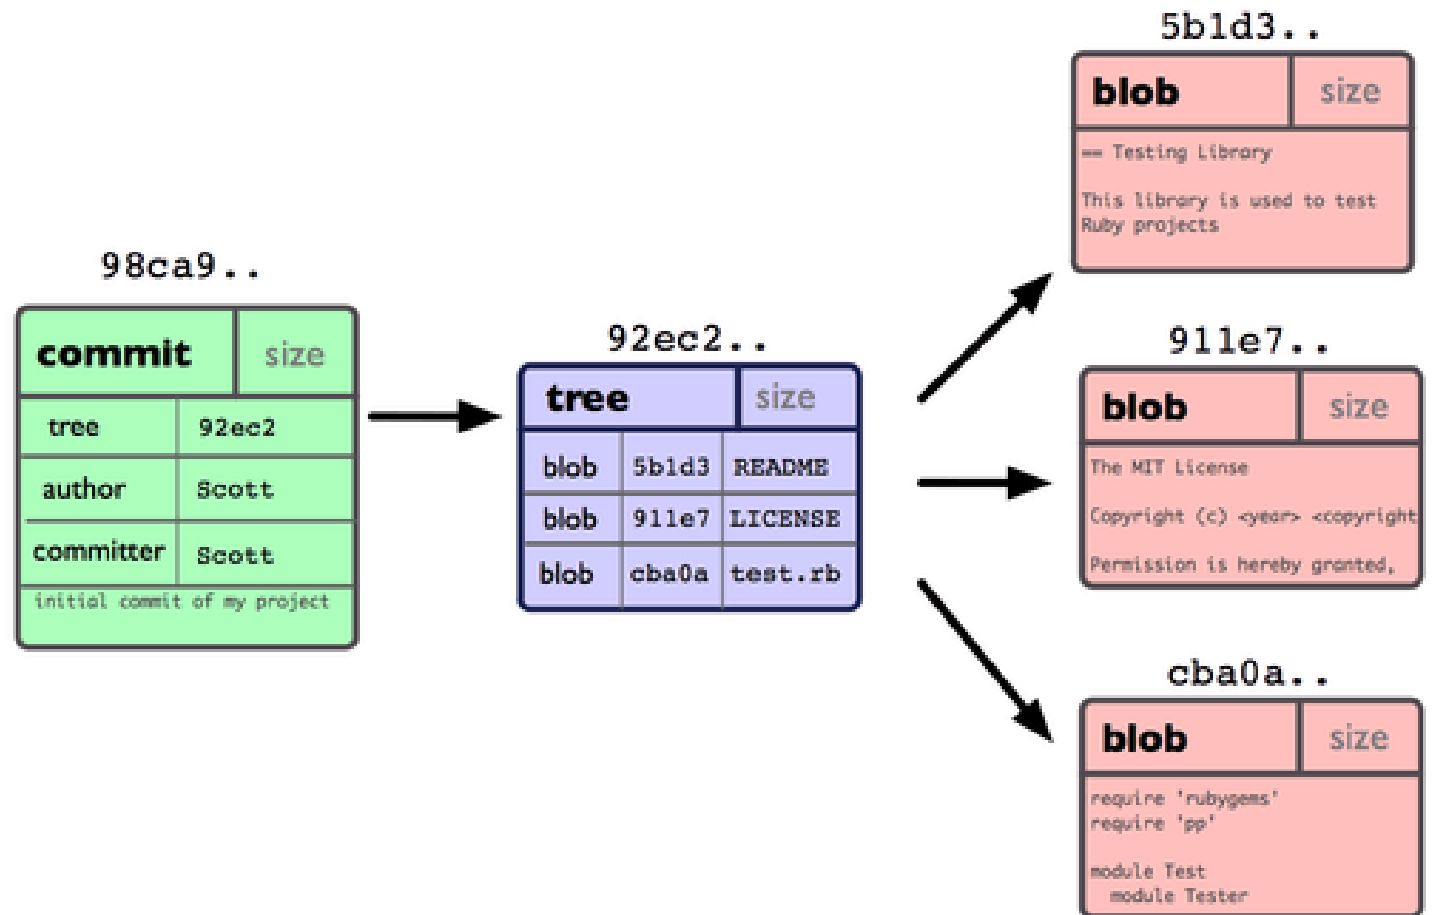 98ca9..
commit size
tree 92ec2
author Scott
committer Scott
initial commit of my project
92ec2..
tree size
blob 5b1d3 README
blob 911e7 LICENSE
blob cba0a test.rb
5b1d3..
blob size
== Testing Library
This library is used to test
Ruby projects
911e7..
blob size
The MIT License
Copyright (c) <year> <copyright
Permission is hereby granted,
cba0a..
blob size
require 'rubygems'
require 'pp'
module Test
module Tester